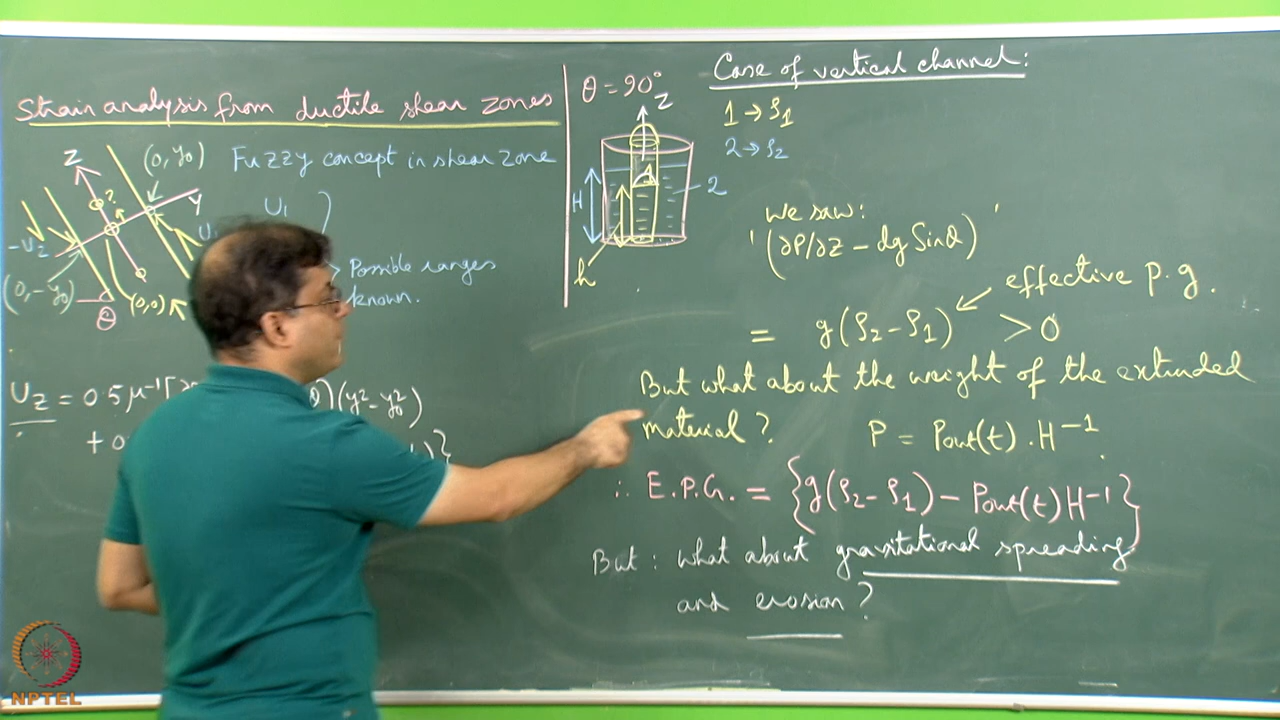 Strain analysis from ductile shear zones
Z
(0, y₀)
Fuzzy concept in shear zone
?
Y
U₁
-U₂
(0, -y₀)
(0,0)
θ
Possible ranges
known.
U_Z = 0.5 μ⁻¹[
)(y² - y₀²)
+ 0
θ = 90°
Z
H
2
h
Case of vertical channel:
1 → ρ₁
2 → ρ₂
We saw:
'(∂P/∂Z - dg Sinθ)'
effective p.g.
= g(ρ₂ - ρ₁) > 0
But what about the weight of the extruded
material?
P = Pout(t) . H⁻¹.
∴ E.P.G. = {g(ρ₂ - ρ₁) - Pout(t)H⁻¹}
But : what about gravitational spreading
and erosion?
NPTEL